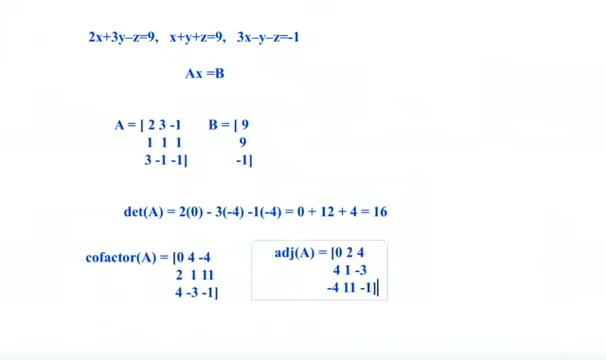 2x+3y–z=9, x+y+z=9, 3x–y–z=-1
Ax =B
A = [ 2 3 -1 B = [ 9
1 1 1 9
3 -1 -1] -1]
det(A) = 2(0) - 3(-4) -1(-4) = 0 + 12 + 4 = 16
cofactor(A) = [0 4 -4
2 1 11
4 -3 -1]
adj(A) = [0 2 4
4 1 -3
-4 11 -1]